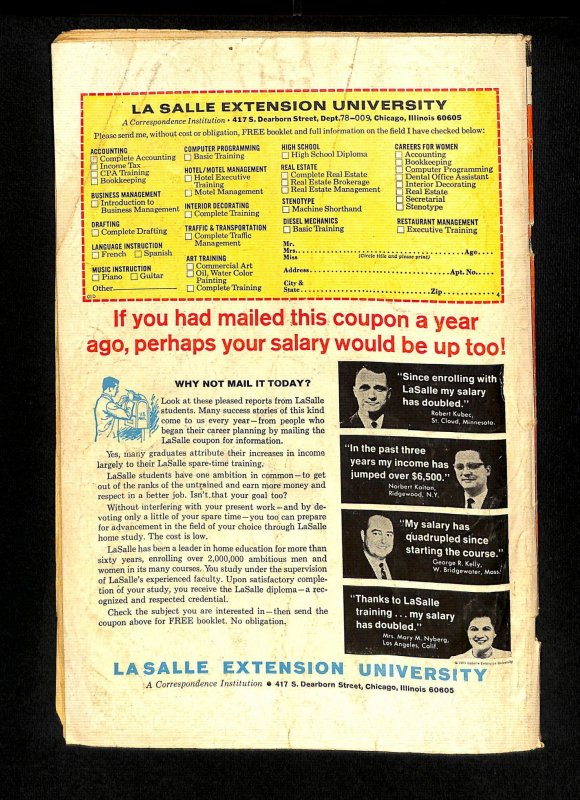 LA SALLE EXTENSION UNIVERSITY
A Correspondence Institution • 417 S. Dearborn Street, Dept. 78-009, Chicago, Illinois 60605
Please send me, without cost or obligation, FREE booklet and full information on the field I have checked below:
ACCOUNTING
Complete Accounting
Income Tax
CPA Training
Bookkeeping
BUSINESS MANAGEMENT
Introduction to
Business Management
DRAFTING
Complete Drafting
LANGUAGE INSTRUCTION
French Spanish
MUSIC INSTRUCTION
Piano Guitar
Other
010
COMPUTER PROGRAMMING
Basic Training
HOTEL/MOTEL MANAGEMENT
Hotel Executive
Training
Motel Management
INTERIOR DECORATING
Complete Training
TRAFFIC & TRANSPORTATION
Complete Traffic
Management
ART TRAINING
Commercial Art
Oil, Water Color
Painting
Complete Training
HIGH SCHOOL
High School Diploma
REAL ESTATE
Complete Real Estate
Real Estate Brokerage
Real Estate Management
STENOTYPE
Machine Shorthand
DIESEL MECHANICS
Basic Training
CAREERS FOR WOMEN
Accounting
Bookkeeping
Computer Programming
Dental Office Assistant
Interior Decorating
Real Estate
Secretarial
Stenotype
RESTAURANT MANAGEMENT
Executive Training
Mr.
Mrs. Age
Miss (Circle title and please print)
Address Apt. No.
City &
State Zip
4
If you had mailed this coupon a year
ago, perhaps your salary would be up too!
WHY NOT MAIL IT TODAY?
Look at these pleased reports from LaSalle
students. Many success stories of this kind
come to us every year—from people who
began their career planning by mailing the
LaSalle coupon for information.
Yes, many graduates attribute their increases in income
largely to their LaSalle spare-time training.
LaSalle students have one ambition in common—to get
out of the ranks of the untrained and earn more money and
respect in a better job. Isn't that your goal too?
Without interfering with your present work—and by de-
voting only a little of your spare time—you too can prepare
for advancement in the field of your choice through LaSalle
home study. The cost is low.
LaSalle has been a leader in home education for more than
sixty years, enrolling over 2,000,000 ambitious men and
women in its many courses. You study under the supervision
of LaSalle's experienced faculty. Upon satisfactory comple-
tion of your study, you receive the LaSalle diploma—a rec-
ognized and respected credential.
Check the subject you are interested in—then send the
coupon above for FREE booklet. No obligation.
"Since enrolling with
LaSalle my salary
has doubled."
Robert Kubec,
St. Cloud, Minnesota.
"In the past three
years my income has
jumped over $6,500."
Norbert Kaitan,
Ridgewood, N.Y.
"My salary has
quadrupled since
starting the course."
George R. Kelly,
W. Bridgewater, Mass.
"Thanks to LaSalle
training . . . my salary
has doubled."
Mrs. Mary M. Nyberg,
Los Angeles, Calif.
LaSalle Extension University
LA SALLE EXTENSION UNIVERSITY
A Correspondence Institution • 417 S. Dearborn Street, Chicago, Illinois 60605